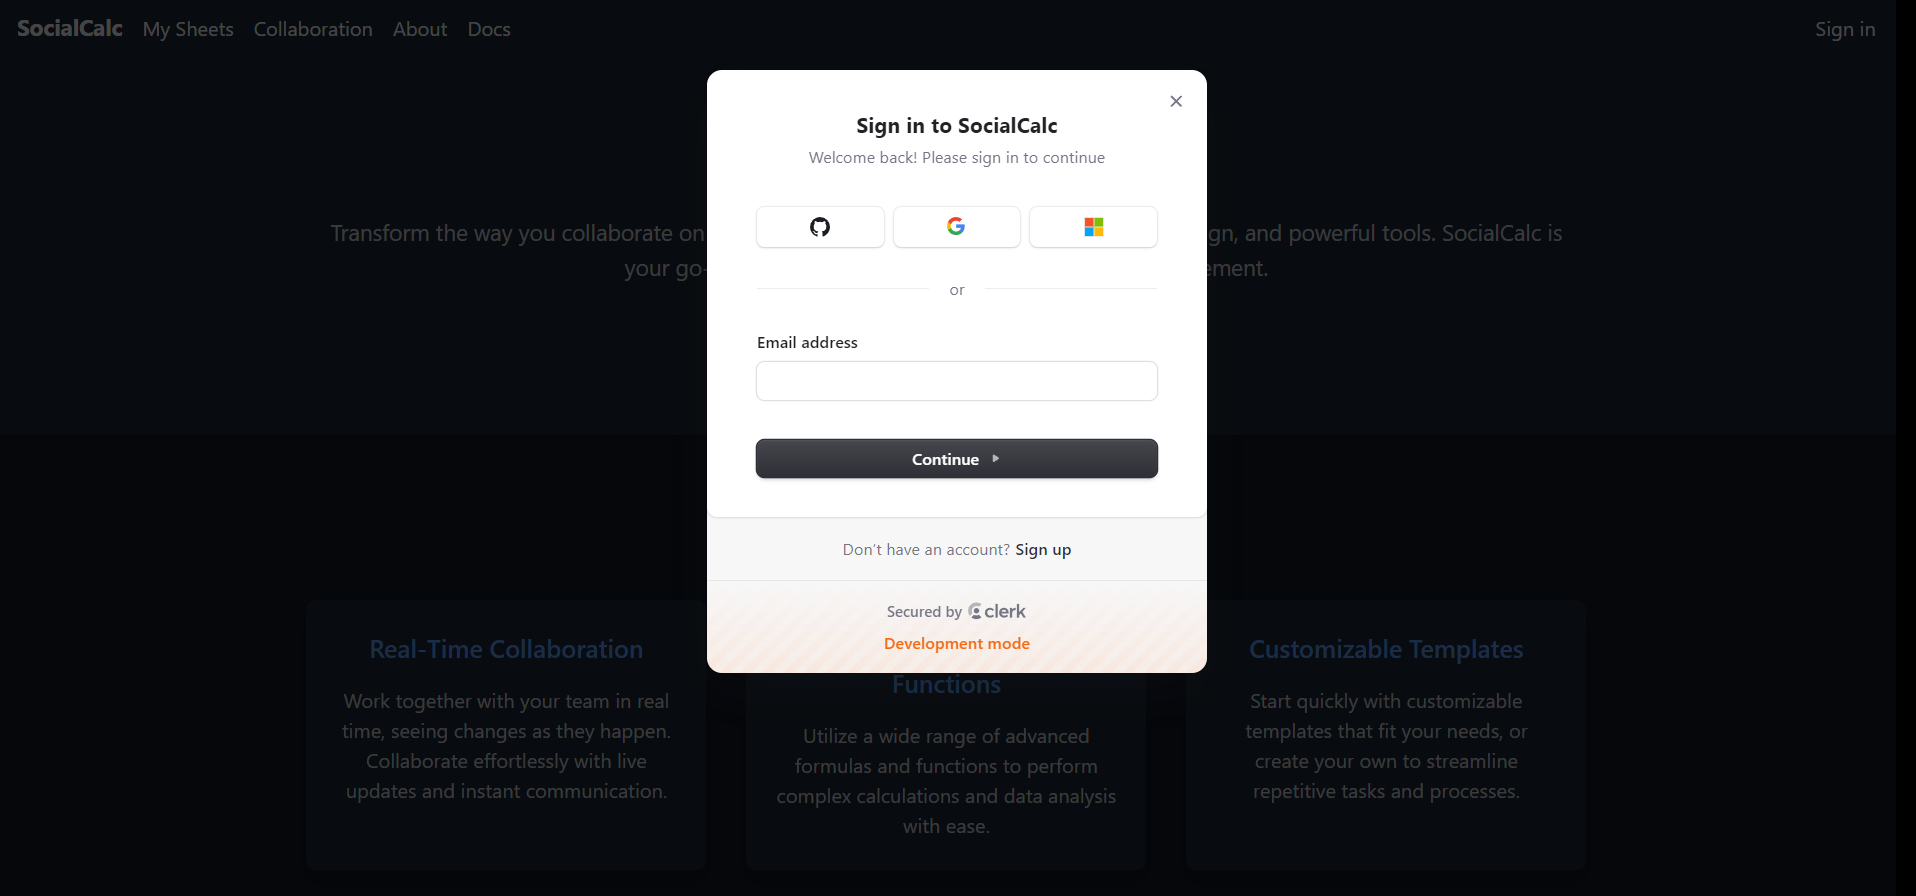 SocialCalc My Sheets Collaboration About Docs Sign in
Sign in to SocialCalc
Welcome back! Please sign in to continue
or
Email address
Continue
Don't have an account? Sign up
Secured by clerk
Development mode
Transform the way you collaborate on gn, and powerful tools. SocialCalc is
your go- ement.
Real-Time Collaboration
Work together with your team in real
time, seeing changes as they happen.
Collaborate effortlessly with live
updates and instant communication.
Functions
Utilize a wide range of advanced
formulas and functions to perform
complex calculations and data analysis
with ease.
Customizable Templates
Start quickly with customizable
templates that fit your needs, or
create your own to streamline
repetitive tasks and processes.